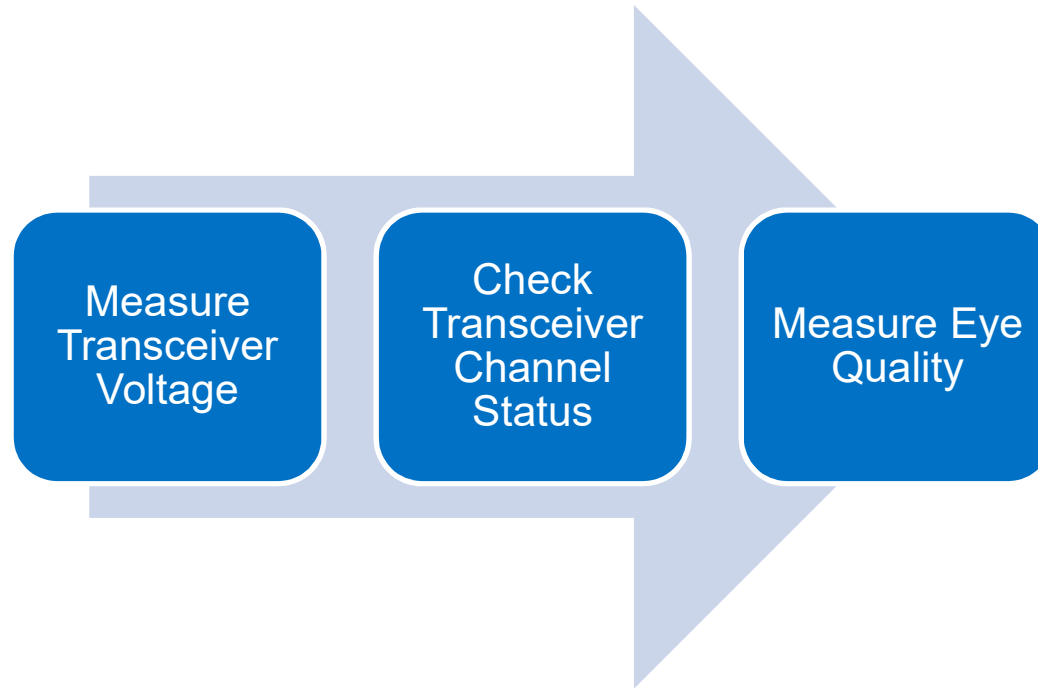 Measure
Transceiver
Voltage
Check
Transceiver
Channel
Status
Measure Eye
Quality